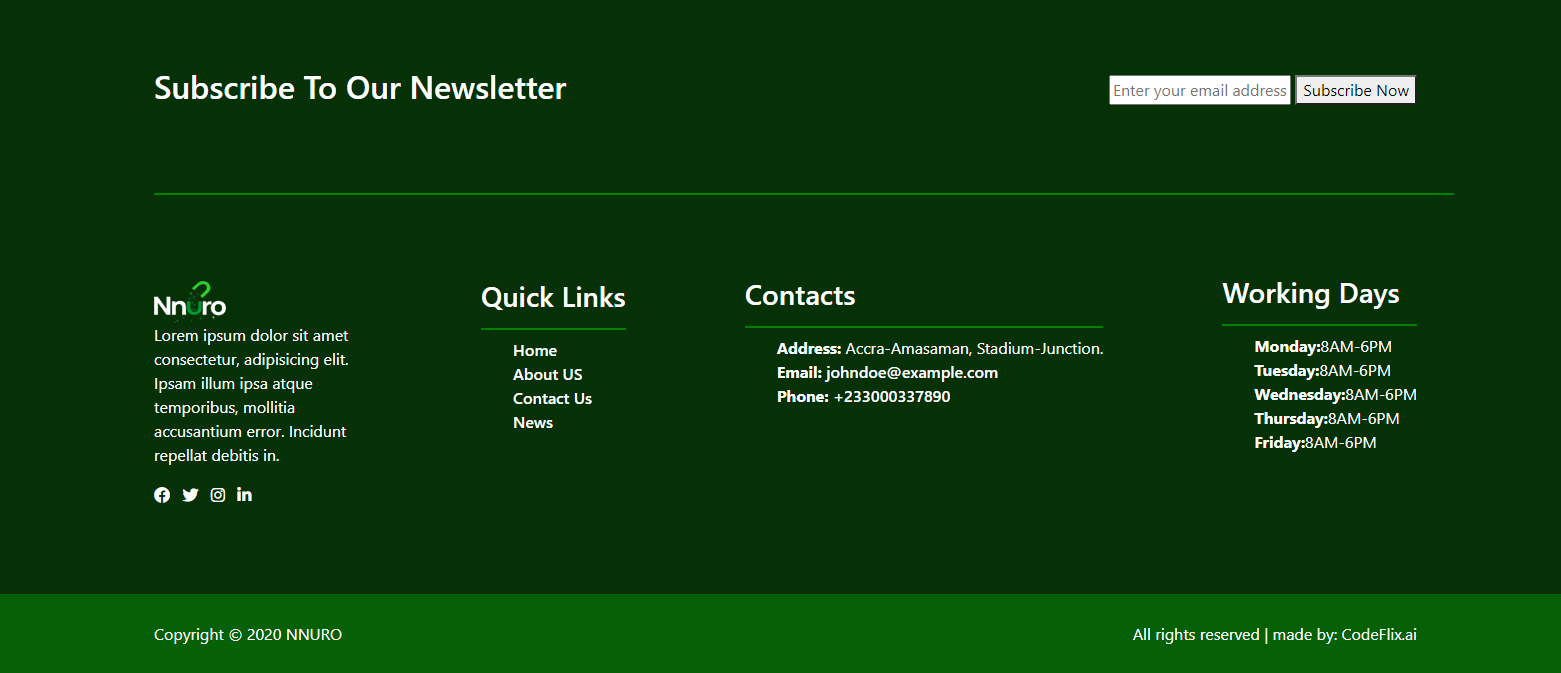 Subscribe To Our Newsletter
Enter your email address
Subscribe Now
Nnuro
Lorem ipsum dolor sit amet
consectetur, adipisicing elit.
Ipsam illum ipsa atque
temporibus, mollitia
accusantium error. Incidunt
repellat debitis in.
Quick Links
Home
About US
Contact Us
News
Contacts
Address: Accra-Amasaman, Stadium-Junction.
Email: johndoe@example.com
Phone: +233000337890
Working Days
Monday:8AM-6PM
Tuesday:8AM-6PM
Wednesday:8AM-6PM
Thursday:8AM-6PM
Friday:8AM-6PM
Copyright © 2020 NNURO
All rights reserved | made by: CodeFlix.ai